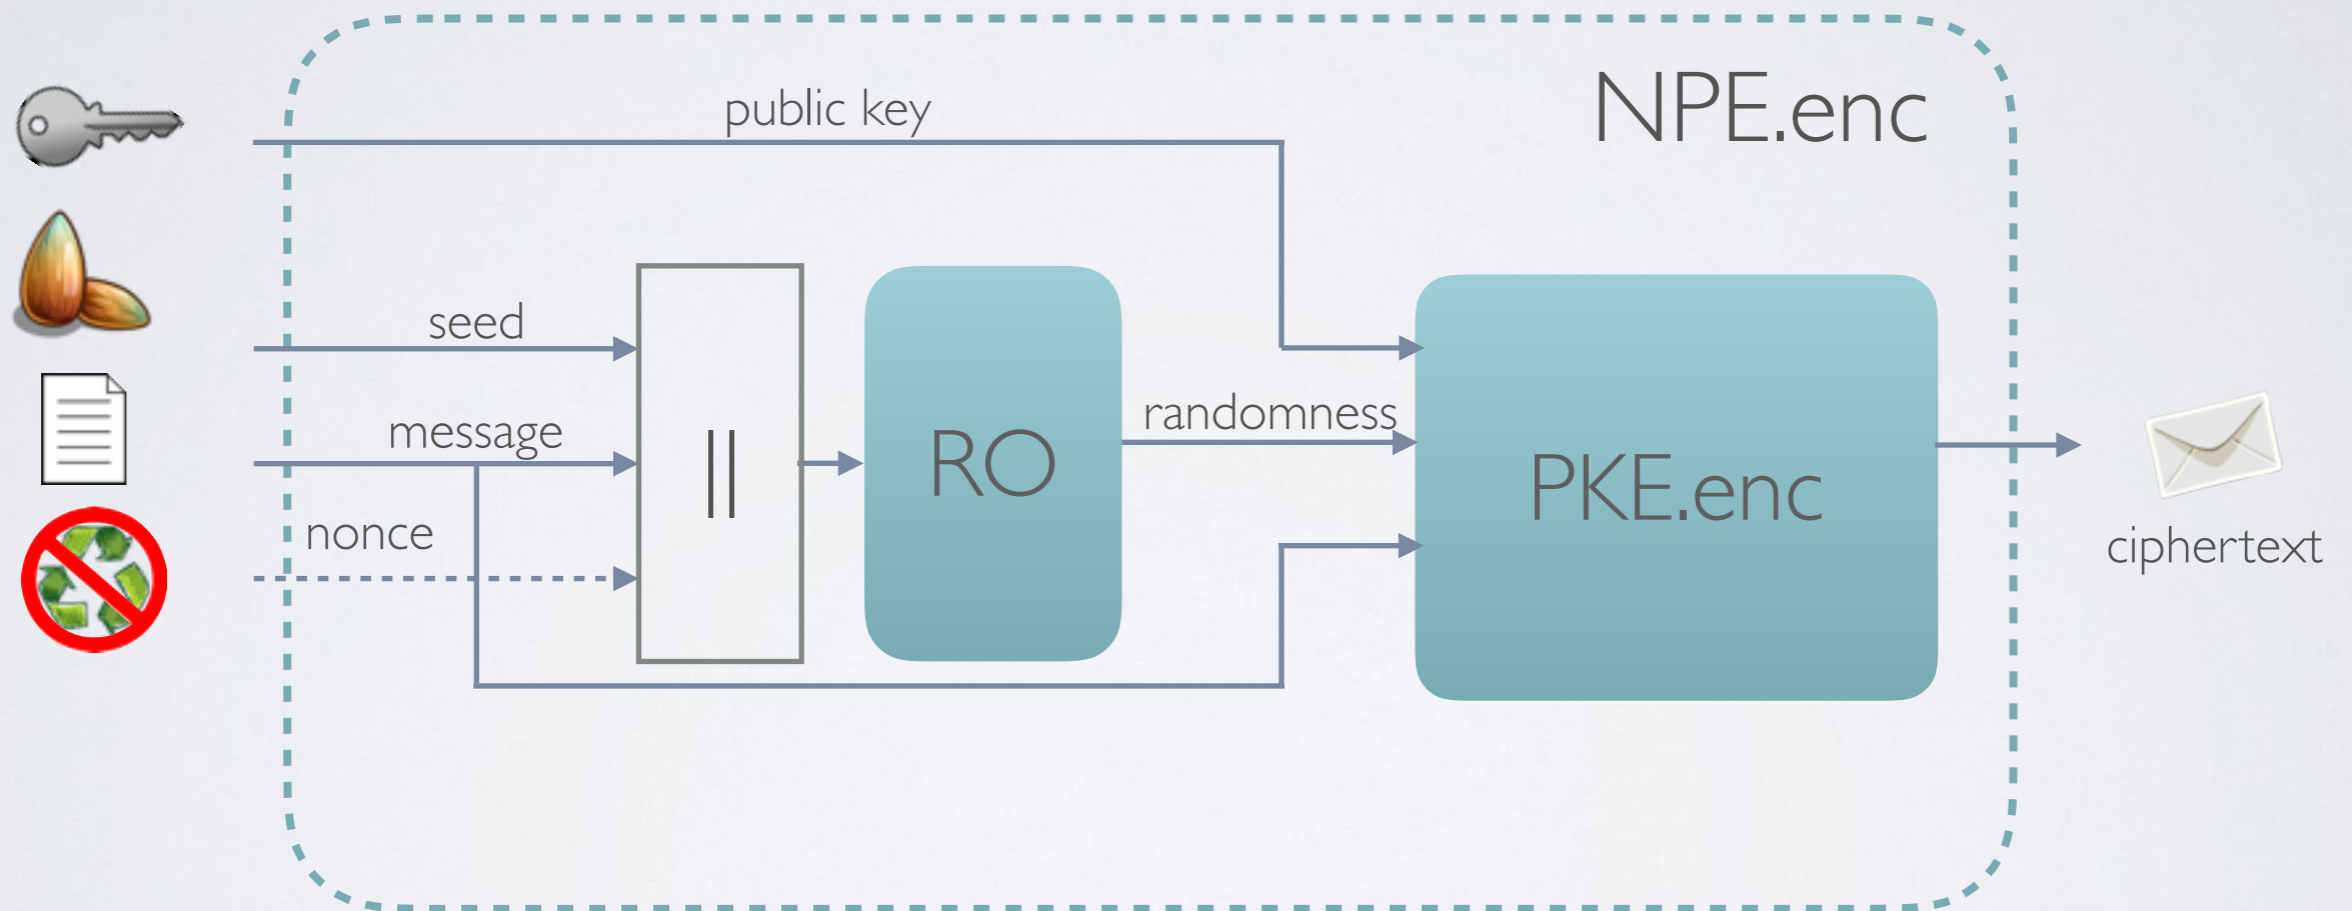 NPE.enc
public key
seed
message
nonce
||
RO
randomness
PKE.enc
ciphertext